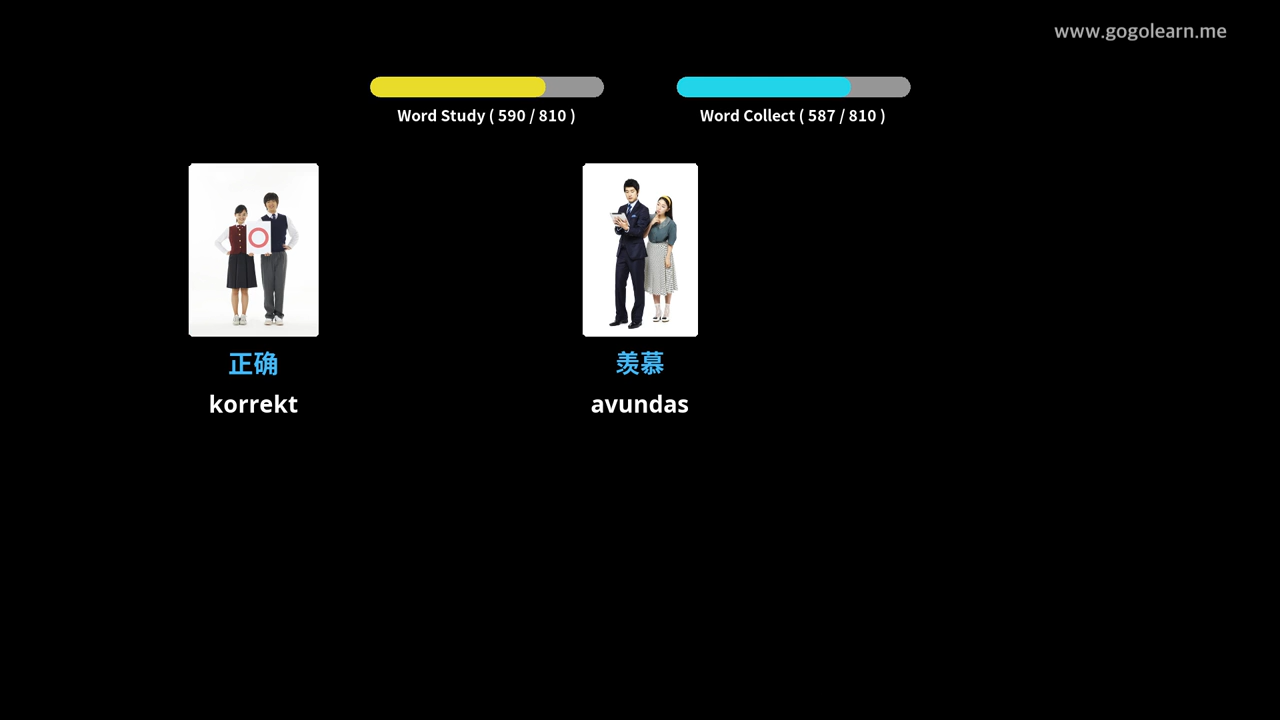 www.gogolearn.me
Word Study ( 590 / 810 )
Word Collect ( 587 / 810 )
正确
羡慕
korrekt
avundas